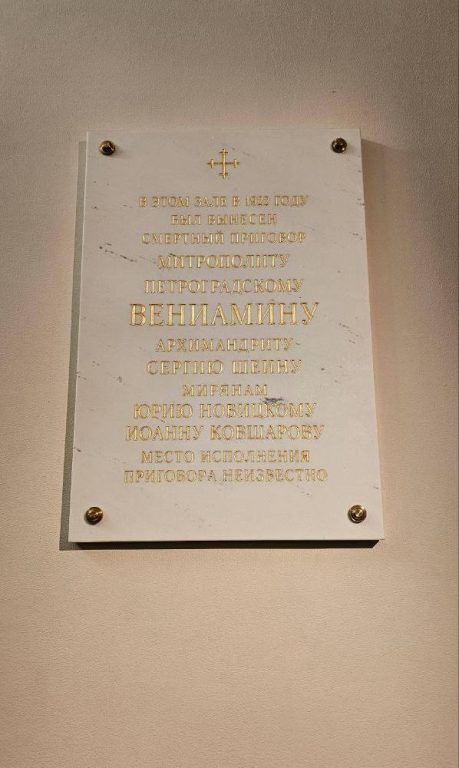 В ЭТОМ ЗАЛЕ В 1922 ГОДУ
БЫЛ ВЫНЕСЕН
СМЕРТНЫЙ ПРИГОВОР
МИТРОПОЛИТУ
ПЕТРОГРАДСКОМУ
ВЕНИАМИНУ
АРХИМАНДРИТУ
СЕРГИЮ ШЕИНУ
МИРЯНАМ
ЮРИЮ НОВИЦКОМУ
ИОАННУ КОВШАРОВУ
МЕСТО ИСПОЛНЕНИЯ
ПРИГОВОРА НЕИЗВЕСТНО